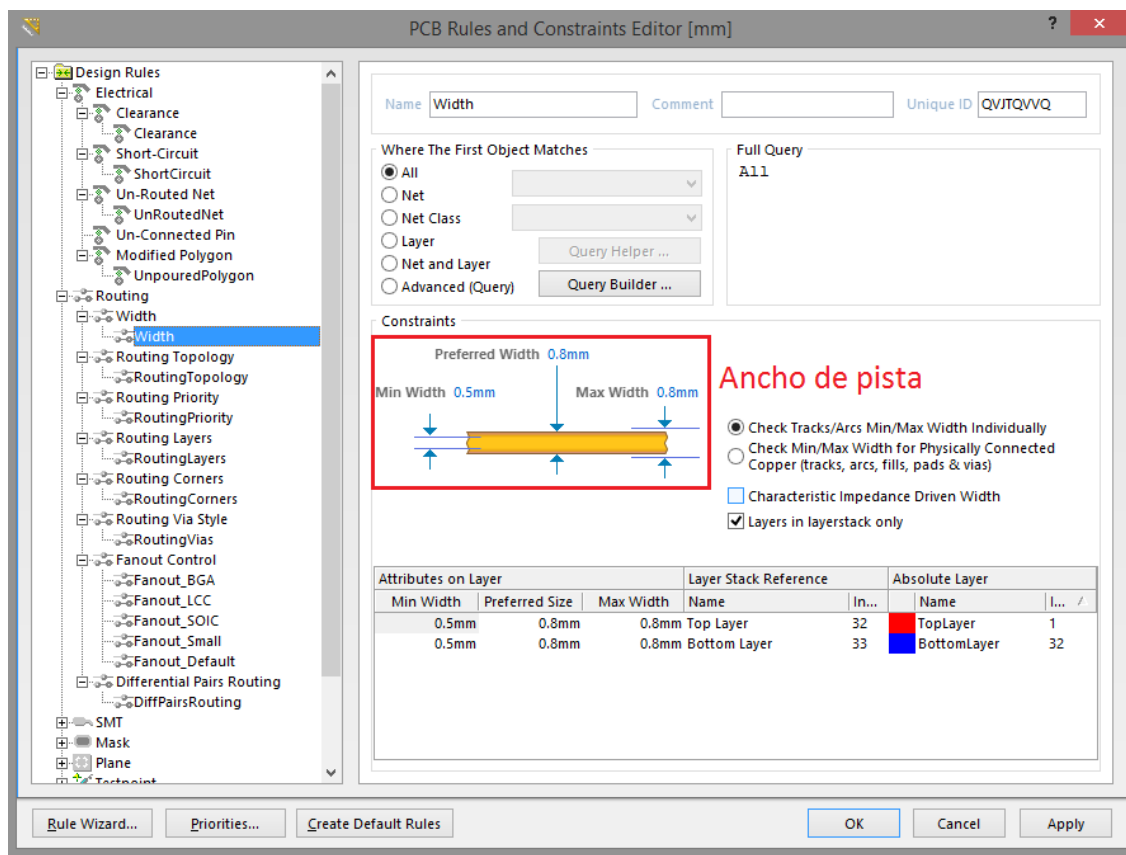 PCB Rules and Constraints Editor [mm]
?
Design Rules
Electrical
Clearance
Clearance
Short-Circuit
ShortCircuit
Un-Routed Net
UnRoutedNet
Un-Connected Pin
Modified Polygon
UnpouredPolygon
Routing
Width
Width
Routing Topology
RoutingTopology
Routing Priority
RoutingPriority
Routing Layers
RoutingLayers
Routing Corners
RoutingCorners
Routing Via Style
RoutingVias
Fanout Control
Fanout_BGA
Fanout_LCC
Fanout_SOIC
Fanout_Small
Fanout_Default
Differential Pairs Routing
DiffPairsRouting
SMT
Mask
Plane
Testpoint
Name Width Comment Unique ID QVJTQVVQ
Where The First Object Matches
All
Net
Net Class
Layer
Net and Layer
Advanced (Query)
Query Helper ...
Query Builder ...
Full Query
All
Constraints
Preferred Width 0.8mm
Min Width 0.5mm Max Width 0.8mm
Ancho de pista
Check Tracks/Arcs Min/Max Width Individually
Check Min/Max Width for Physically Connected
Copper (tracks, arcs, fills, pads & vias)
Characteristic Impedance Driven Width
Layers in layerstack only
Attributes on Layer Layer Stack Reference Absolute Layer
Min Width Preferred Size Max Width Name In... Name I...
0.5mm 0.8mm 0.8mm Top Layer 32 TopLayer 1
0.5mm 0.8mm 0.8mm Bottom Layer 33 BottomLayer 32
Rule Wizard... Priorities... Create Default Rules OK Cancel Apply